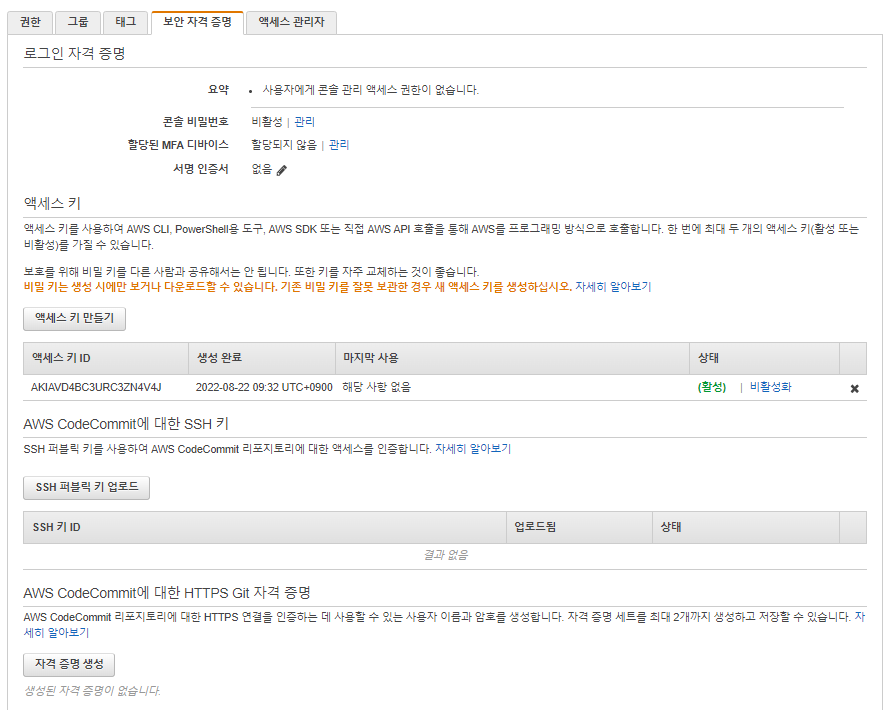 권한 그룹 태그 보안 자격 증명 액세스 관리자
로그인 자격 증명
요약 • 사용자에게 콘솔 관리 액세스 권한이 없습니다.
콘솔 비밀번호 비활성 | 관리
할당된 MFA 디바이스 할당되지 않음 | 관리
서명 인증서 없음
액세스 키
액세스 키를 사용하여 AWS CLI, PowerShell용 도구, AWS SDK 또는 직접 AWS API 호출을 통해 AWS를 프로그래밍 방식으로 호출합니다. 한 번에 최대 두 개의 액세스 키(활성 또는
비활성)를 가질 수 있습니다.
보호를 위해 비밀 키를 다른 사람과 공유해서는 안 됩니다. 또한 키를 자주 교체하는 것이 좋습니다.
비밀 키는 생성 시에만 보거나 다운로드할 수 있습니다. 기존 비밀 키를 잘못 보관한 경우 새 액세스 키를 생성하십시오. 자세히 알아보기
액세스 키 만들기
액세스 키 ID 생성 완료 마지막 사용 상태
AKIAVD4BC3URC3ZN4V4J 2022-08-22 09:32 UTC+0900 해당 사항 없음 (활성) | 비활성화
AWS CodeCommit에 대한 SSH 키
SSH 퍼블릭 키를 사용하여 AWS CodeCommit 리포지토리에 대한 액세스를 인증합니다. 자세히 알아보기
SSH 퍼블릭 키 업로드
SSH 키 ID 업로드됨 상태
결과 없음
AWS CodeCommit에 대한 HTTPS Git 자격 증명
AWS CodeCommit 리포지토리에 대한 HTTPS 연결을 인증하는 데 사용할 수 있는 사용자 이름과 암호를 생성합니다. 자격 증명 세트를 최대 2개까지 생성하고 저장할 수 있습니다. 자
세히 알아보기
자격 증명 생성
생성된 자격 증명이 없습니다.